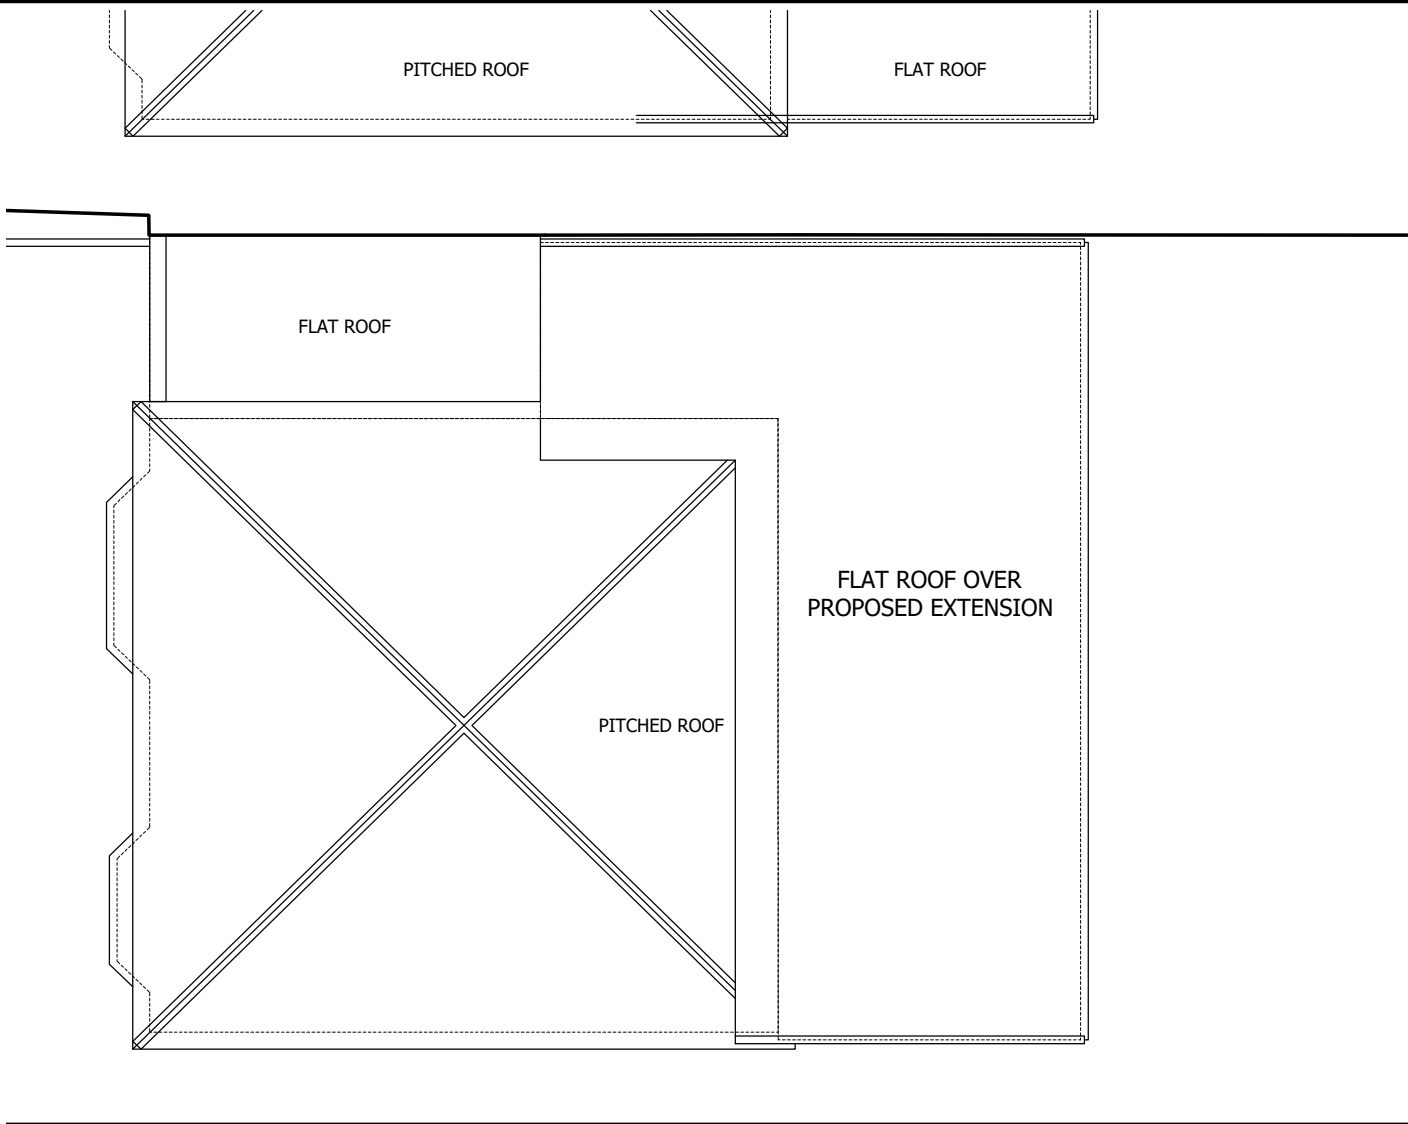 PITCHED ROOF
FLAT ROOF
FLAT ROOF
FLAT ROOF OVER
PROPOSED EXTENSION
PITCHED ROOF